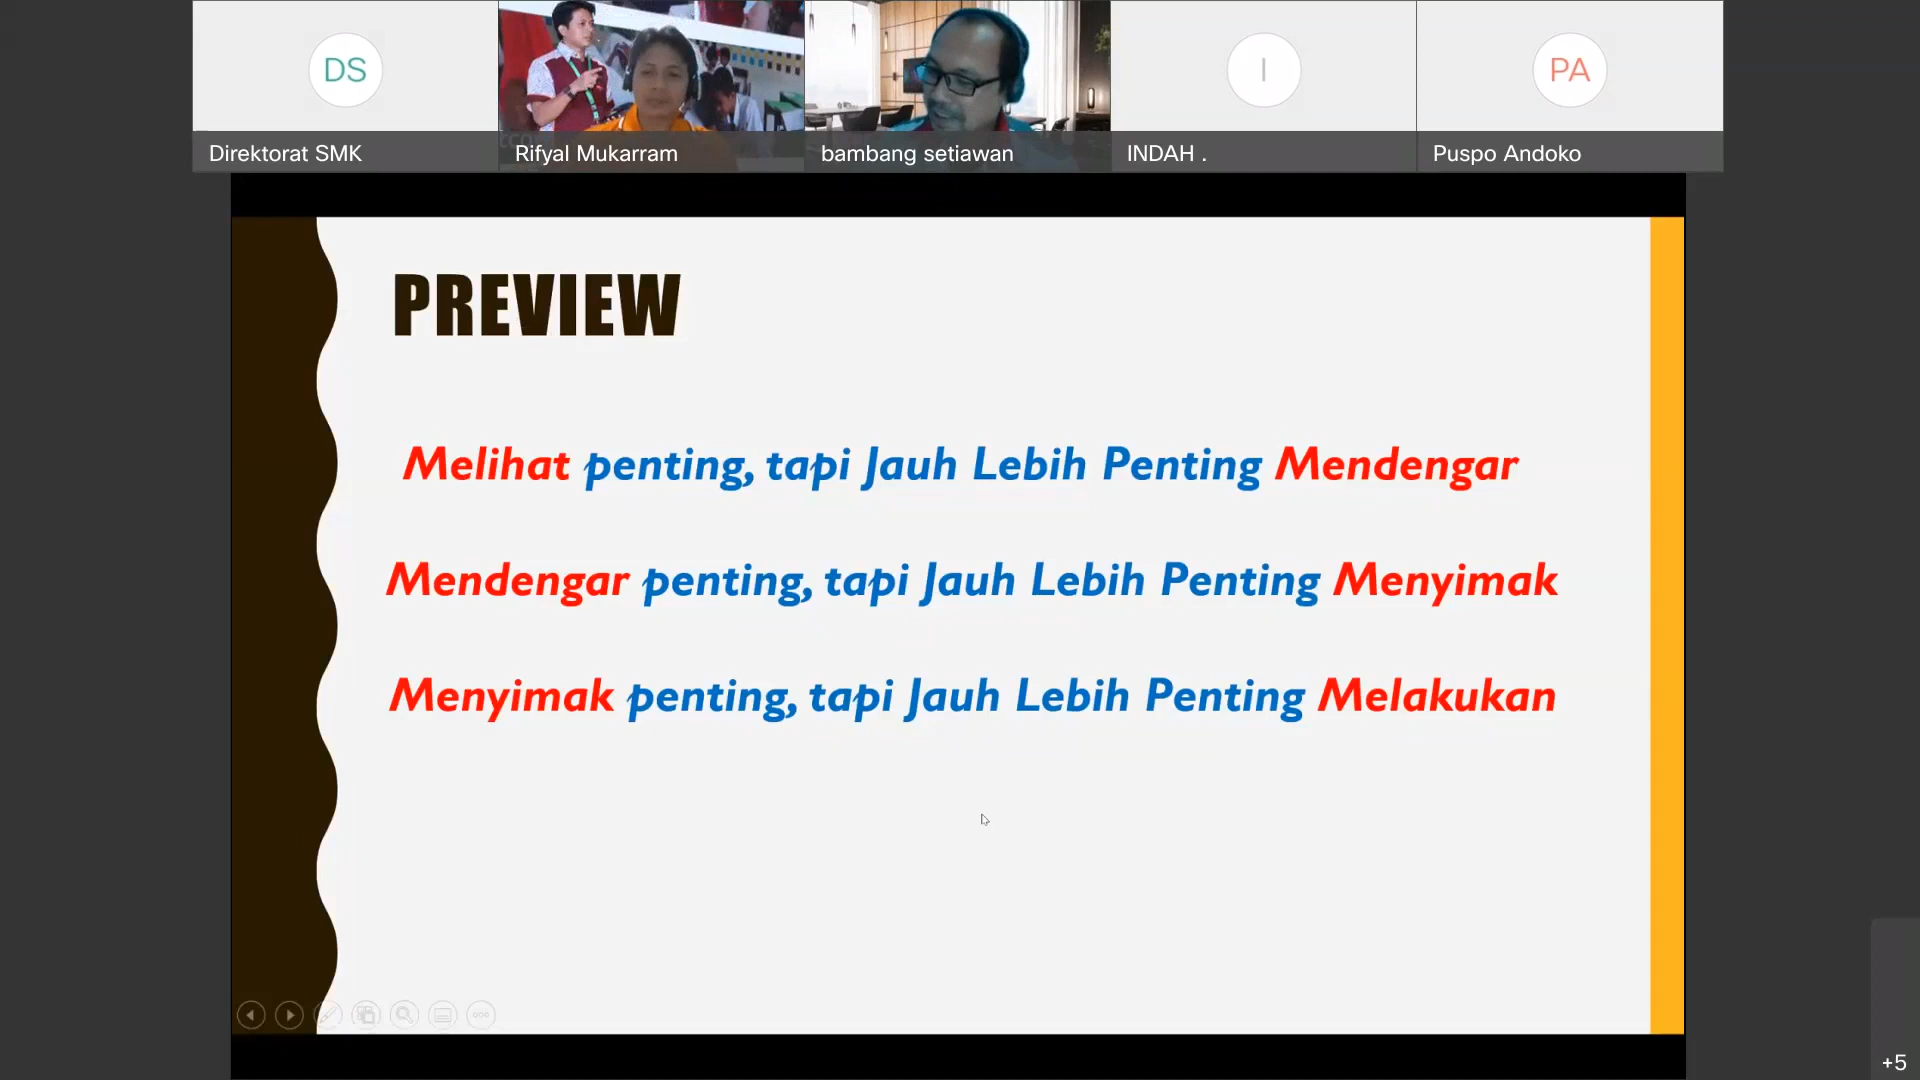 DS
I
PA
Direktorat SMK
Rifyal Mukarram
bambang setiawan
INDAH .
Puspo Andoko
PREVIEW
Melihat penting, tapi Jauh Lebih Penting Mendengar
Mendengar penting, tapi Jauh Lebih Penting Menyimak
Menyimak penting, tapi Jauh Lebih Penting Melakukan
+5